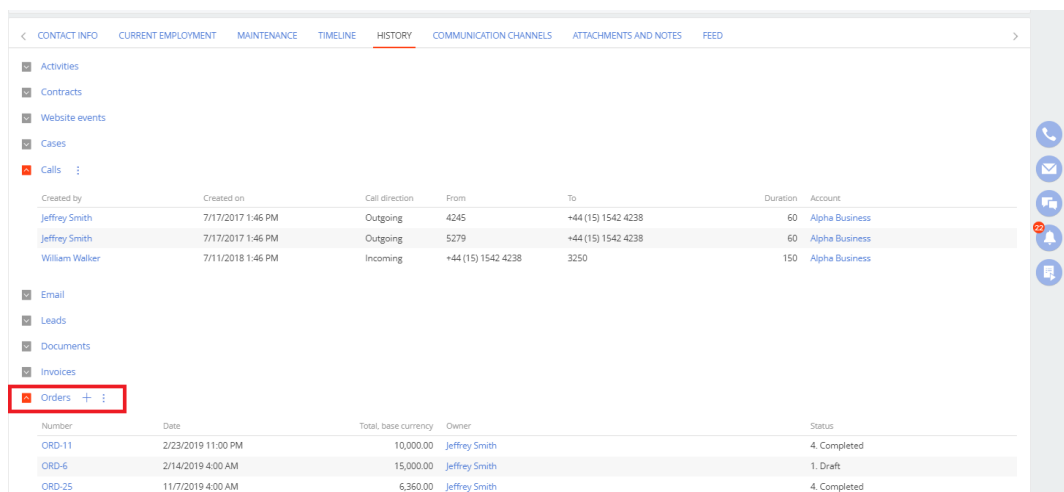 CONTACT INFO CURRENT EMPLOYMENT MAINTENANCE TIMELINE HISTORY COMMUNICATION CHANNELS ATTACHMENTS AND NOTES FEED
Activities
Contracts
Website events
Cases
Calls
Created by Created on Call direction From To Duration Account
Jeffrey Smith 7/17/2017 1:46 PM Outgoing 4245 +44 (15) 1542 4238 60 Alpha Business
Jeffrey Smith 7/17/2017 1:46 PM Outgoing 5279 +44 (15) 1542 4238 60 Alpha Business
22
William Walker 7/11/2018 1:46 PM Incoming +44 (15) 1542 4238 3250 150 Alpha Business
Email
Leads
Documents
Invoices
Orders +
Number Date Total, base currency Owner Status
ORD-11 2/23/2019 11:00 PM 10,000.00 Jeffrey Smith 4. Completed
ORD-6 2/14/2019 4:00 AM 15,000.00 Jeffrey Smith 1. Draft
ORD-25 11/7/2019 4:00 AM 6,360.00 Jeffrey Smith 4. Completed